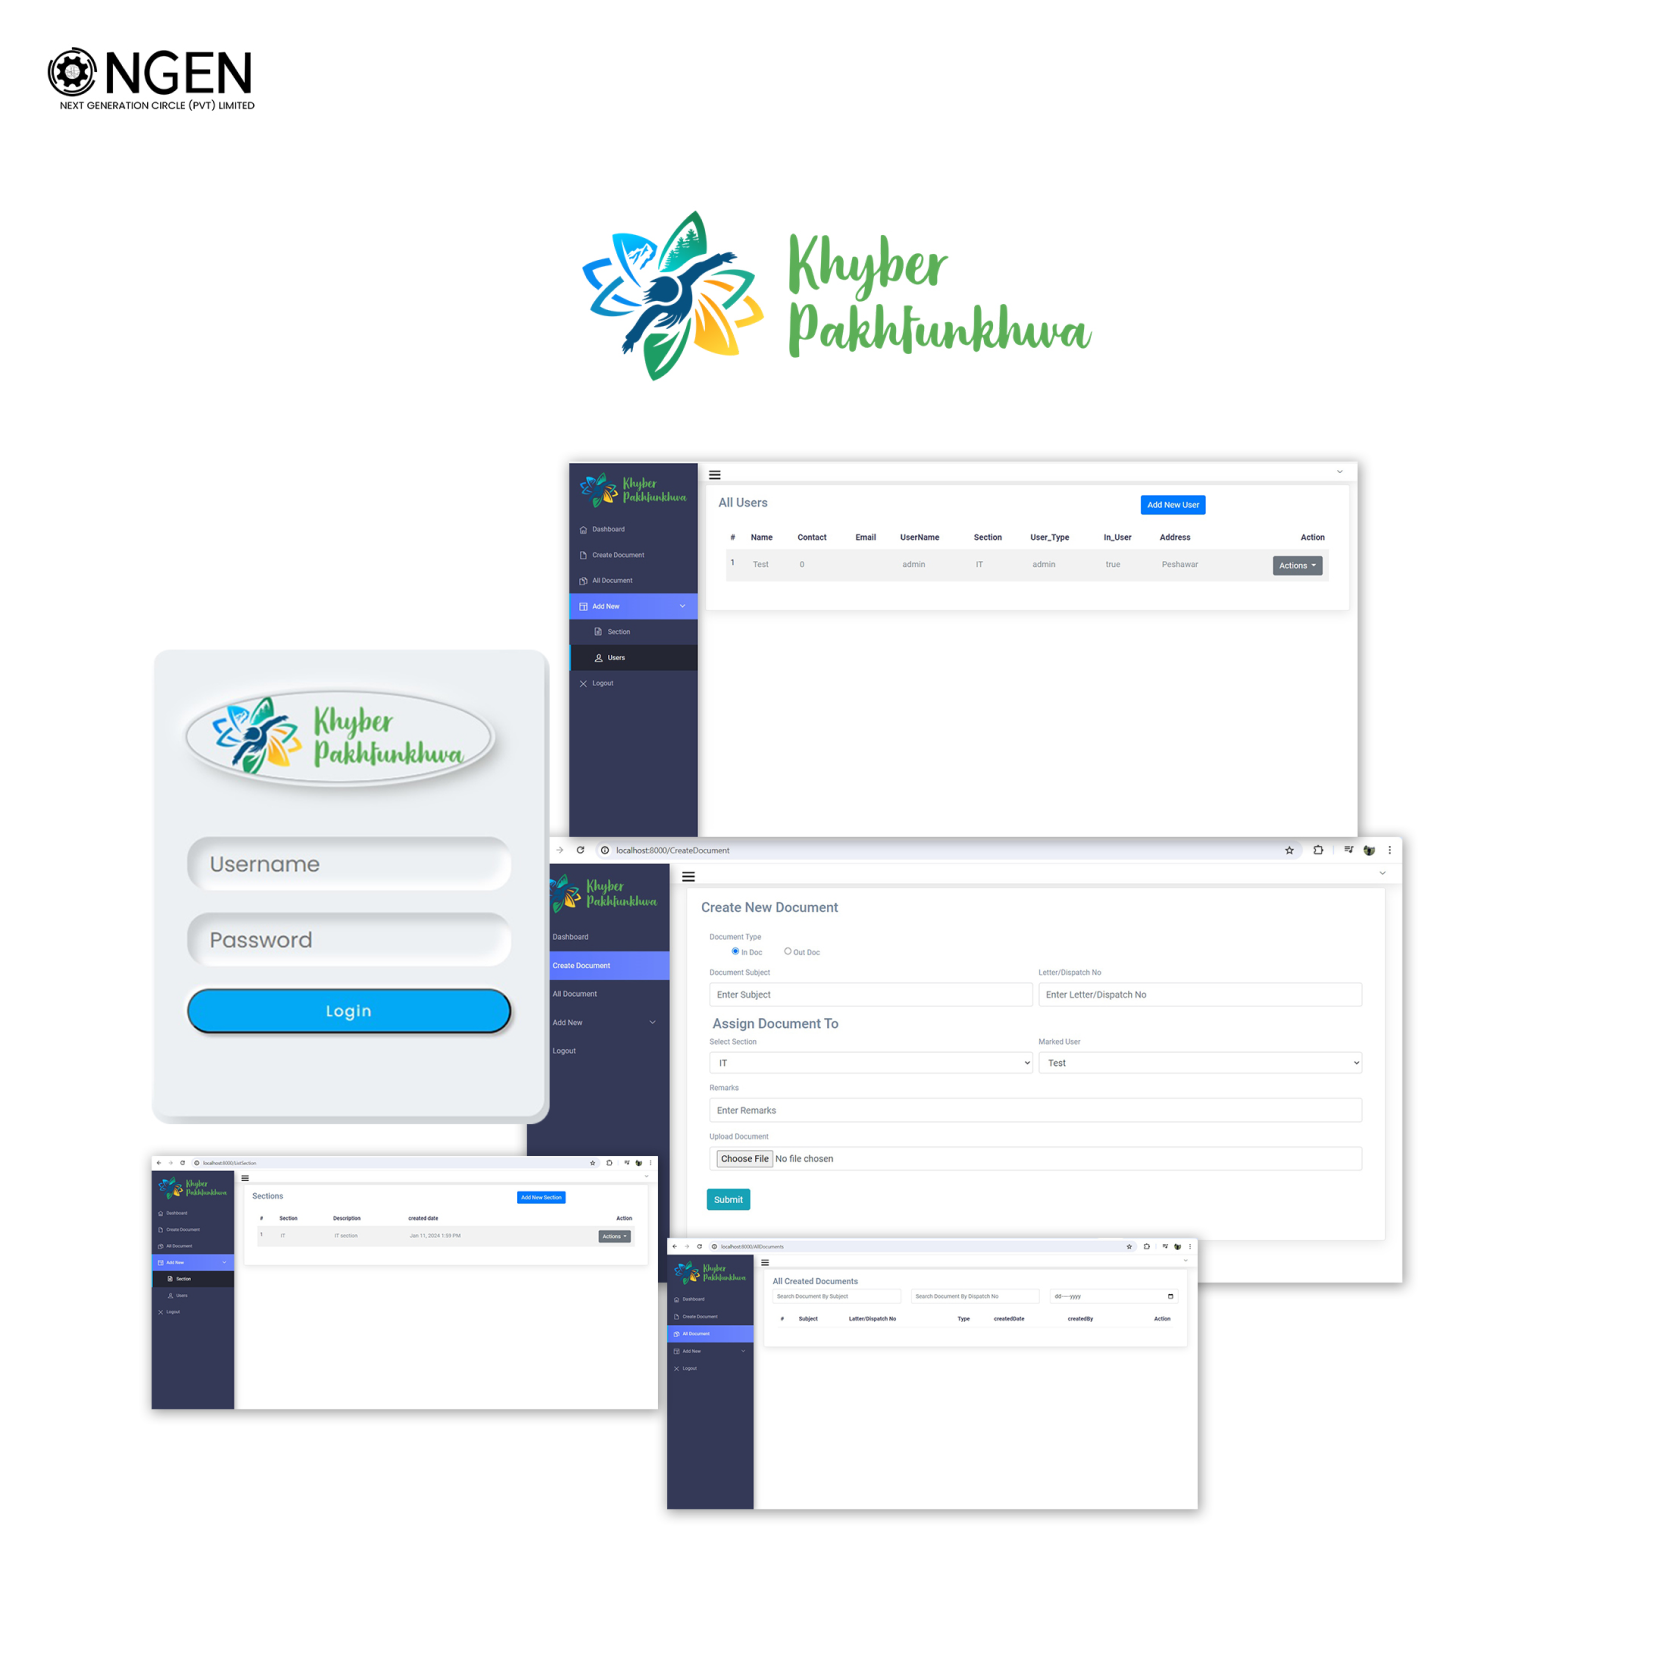 NGEN
NEXT GENERATION CIRCLE (PVT) LIMITED
Khyber
Pakhtunkhwa
Khyber
Pakhtunkhwa
Dashboard
Create Document
All Document
Add New
Section
Users
Logout
All Users
Add New User
# Name Contact Email UserName Section User_Type In_User Address Action
1 Test 0 admin IT admin true Peshawar Actions
Khyber
Pakhtunkhwa
Username
Password
Login
localhost:8000/CreateDocument
Khyber
Pakhtunkhwa
Dashboard
Create Document
All Document
Add New
Logout
Create New Document
Document Type
In Doc Out Doc
Document Subject Letter/Dispatch No
Enter Subject Enter Letter/Dispatch No
Assign Document To
Select Section Marked User
IT Test
Remarks
Enter Remarks
Upload Document
Choose File No file chosen
Submit
localhost:8000/ListSection
Khyber
Pakhtunkhwa
Dashboard
Create Document
All Document
Add New
Section
Users
Logout
Sections
Add New Section
# Section Description created date Action
1 IT IT section Jan 11, 2024 1:39 PM Actions
localhost:8000/AllDocuments
Khyber
Pakhtunkhwa
Dashboard
Create Document
All Document
Add New
Logout
All Created Documents
Search Document By Subject Search Document By Dispatch No dd----yyyy
# Subject Latter/Dispatch No Type createdDate createdBy Action